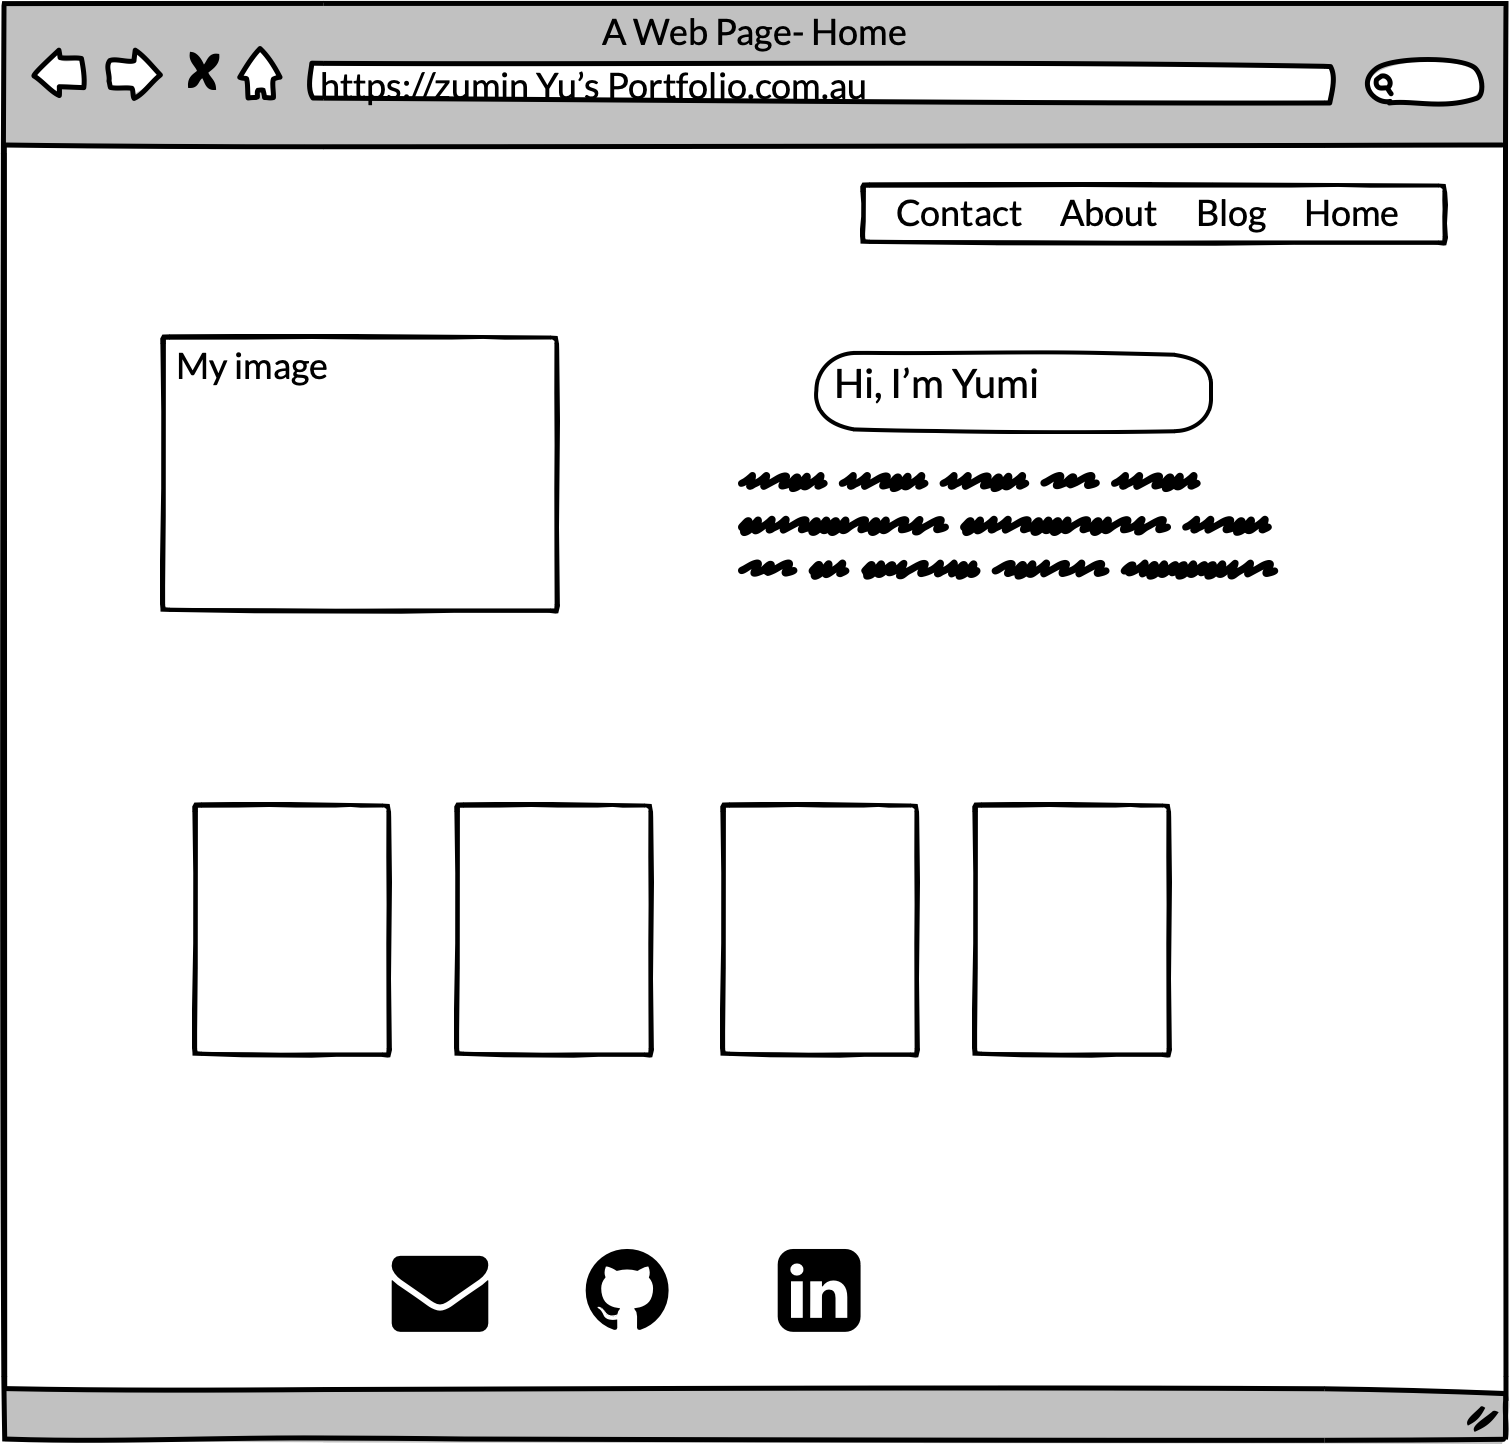 A Web Page- Home
https://zumin Yu’s Portfolio.com.au
Contact About Blog Home
My image
Hi, I’m Yumi
in